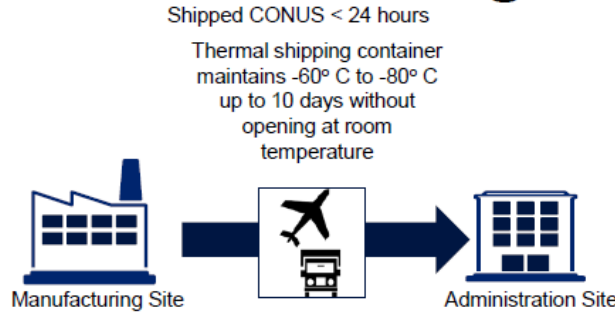 Shipped CONUS < 24 hours
Thermal shipping container
maintains -60º C to -80º C
up to 10 days without
opening at room
temperature
Manufacturing Site
Administration Site